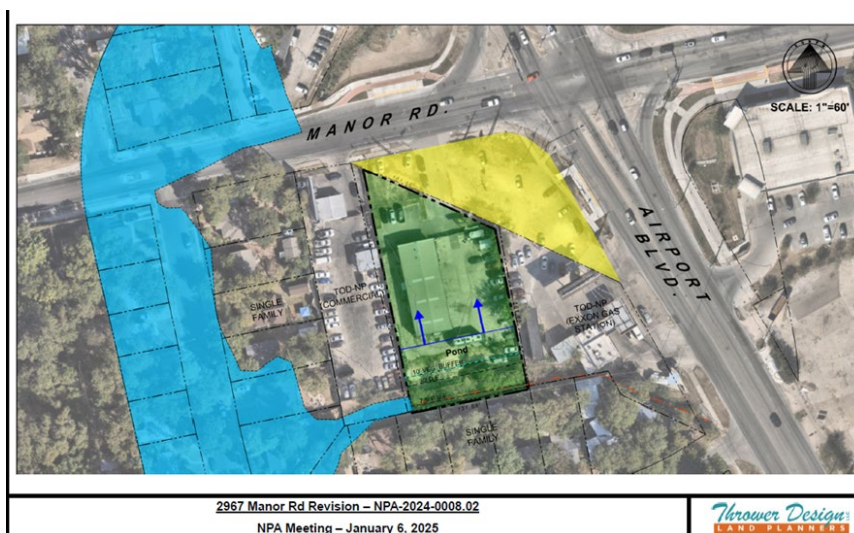 MANOR RD.
SCALE: 1"=60'
AIRPORT
BLVD.
SINGLE
FAMILY
TOD-NP
(COMMERCIAL)
TOD-NP
(EXXON GAS
STATION)
Pond
SINGLE
FAMILY
2967 Manor Rd Revision – NPA-2024-0008.02
NPA Meeting – January 6, 2025
Thrower Design
LAND PLANNERS